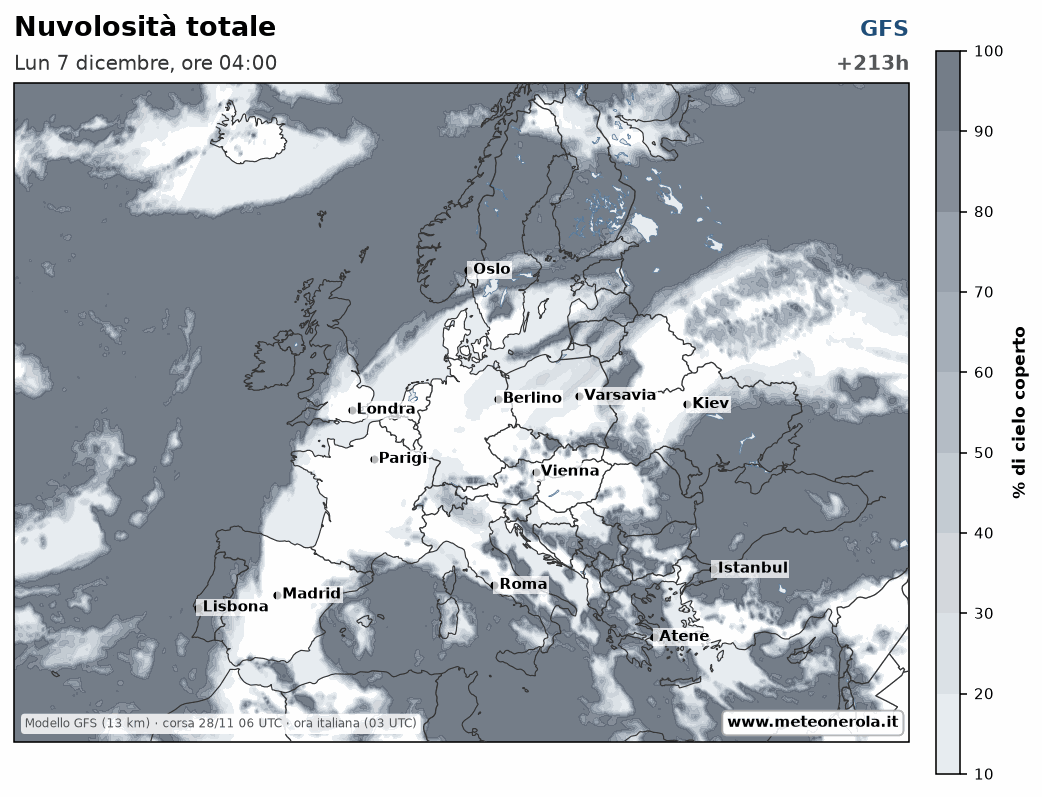 Nuvolosità totale
GFS
Lun 7 dicembre, ore 04:00
+213h
100
90
80
70
60
50
40
30
20
10
% di cielo coperto
Oslo
Londra
Berlino
Varsavia
Kiev
Parigi
Vienna
Istanbul
Roma
Madrid
Lisbona
Atene
Modello GFS (13 km) · corsa 28/11 06 UTC · ora italiana (03 UTC)
www.meteonerola.it